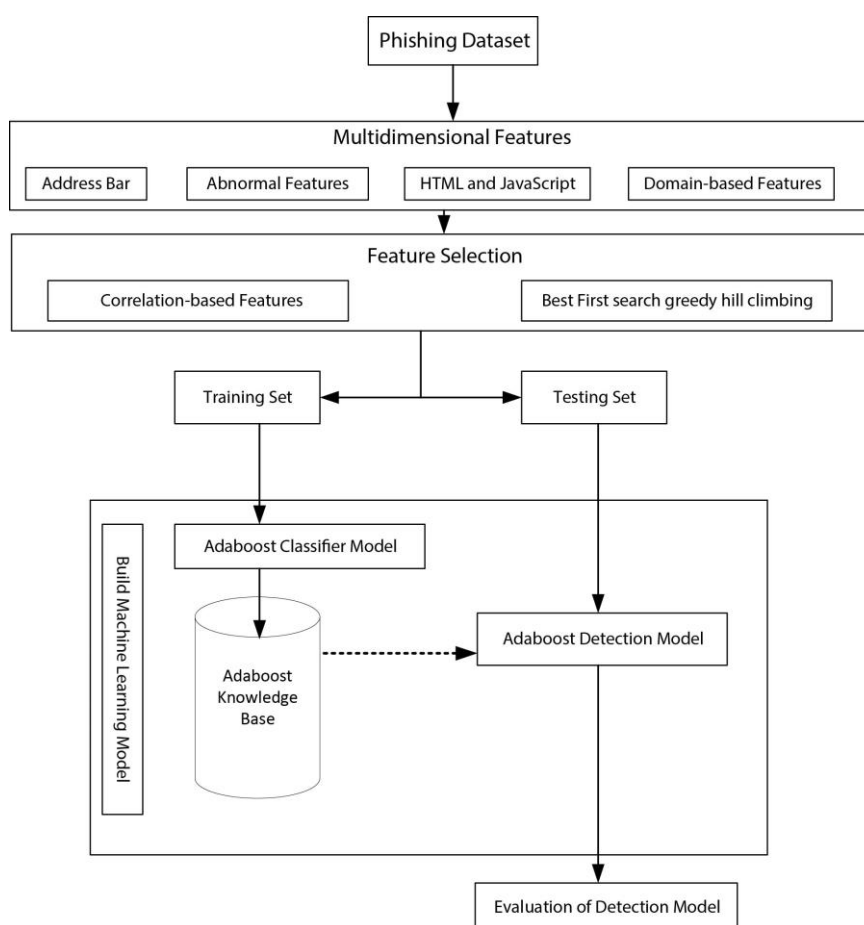 Phishing Dataset
Multidimensional Features
Address Bar
Abnormal Features
HTML and JavaScript
Domain-based Features
Feature Selection
Correlation-based Features
Best First search greedy hill climbing
Training Set
Testing Set
Build Machine Learning Model
Adaboost Classifier Model
Adaboost
Knowledge
Base
Adaboost Detection Model
Evaluation of Detection Model